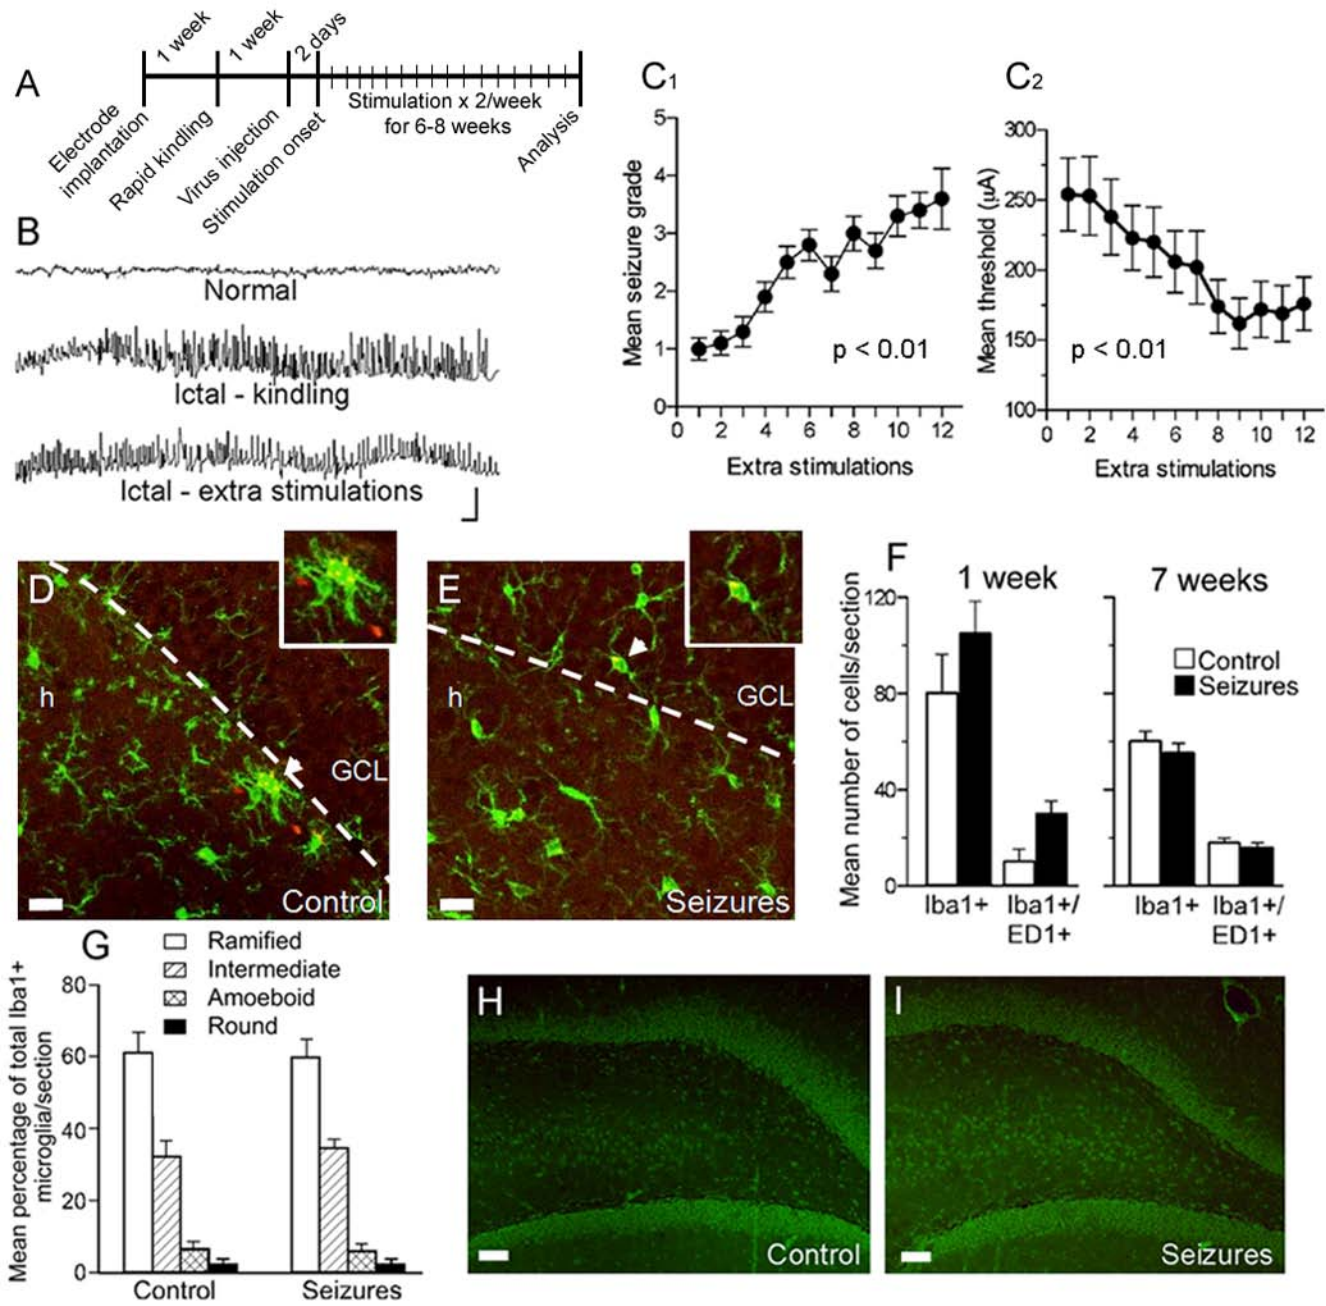 A
1 week
1 week
2 days
Electrode
implantation
Rapid kindling
Virus injection
Stimulation onset
Stimulation x 2/week
for 6-8 weeks
Analysis
B
Normal
Ictal - kindling
Ictal - extra stimulations
C1
Mean seizure grade
5
4
3
2
1
0
p < 0.01
0 2 4 6 8 10 12
Extra stimulations
C2
Mean threshold (µA)
300
250
200
150
100
p < 0.01
0 2 4 6 8 10 12
Extra stimulations
D
h
GCL
Control
E
h
GCL
Seizures
F
1 week
7 weeks
Mean number of cells/section
120
80
40
0
Control
Seizures
Iba1+
Iba1+/
ED1+
Iba1+
Iba1+/
ED1+
G
Ramified
Intermediate
Amoeboid
Round
Mean percentage of total Iba1+
microglia/section
80
60
40
20
0
Control
Seizures
H
Control
I
Seizures